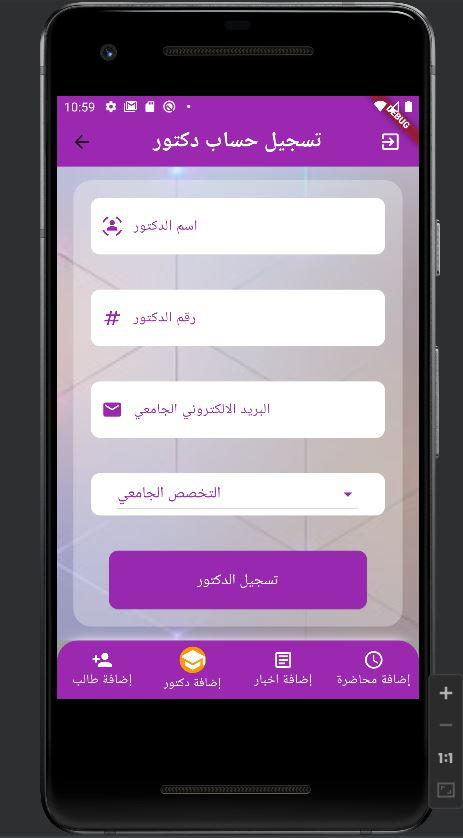 10:59
DEBUG
تسجيل حساب دكتور
اسم الدكتور
# رقم الدكتور
البريد الالكتروني الجامعي
التخصص الجامعي
تسجيل الدكتور
إضافة محاضرة
إضافة اخبار
إضافة دكتور
إضافة طالب
1:1